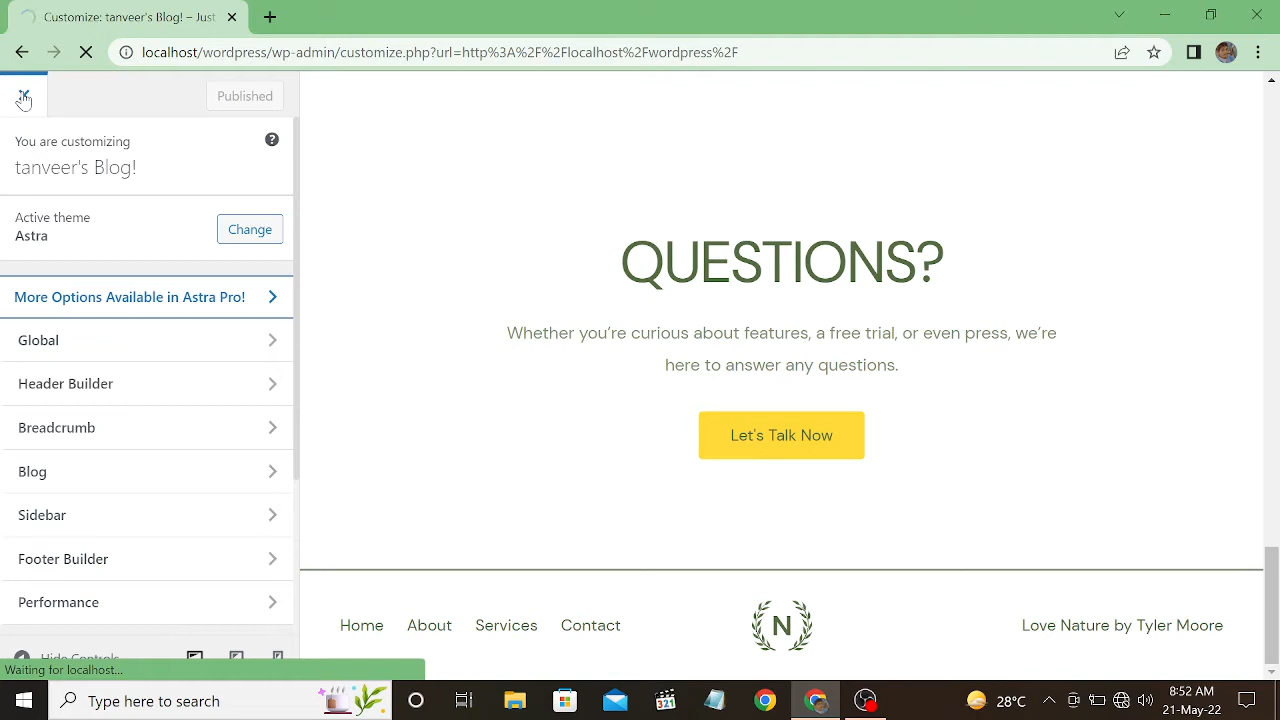 Customize: tanveer's Blog! – Just
localhost/wordpress/wp-admin/customize.php?url=http%3A%2F%2Flocalhost%2Fwordpress%2F
Published
You are customizing
tanveer's Blog!
Active theme
Astra
Change
More Options Available in Astra Pro!
Global
Header Builder
Breadcrumb
Blog
Sidebar
Footer Builder
Performance
Hide Controls
Waiting for localhost...
QUESTIONS?
Whether you’re curious about features, a free trial, or even press, we’re
here to answer any questions.
Let's Talk Now
Home About Services Contact
N
Love Nature by Tyler Moore
Type here to search
321
28°C
8:52 AM
21-May-22